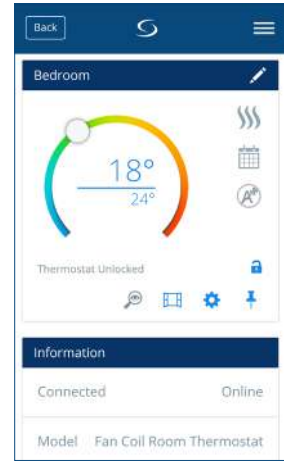 Back
Bedroom
18°
24°
Thermostat Unlocked
Information
Connected Online
Model Fan Coil Room Thermostat